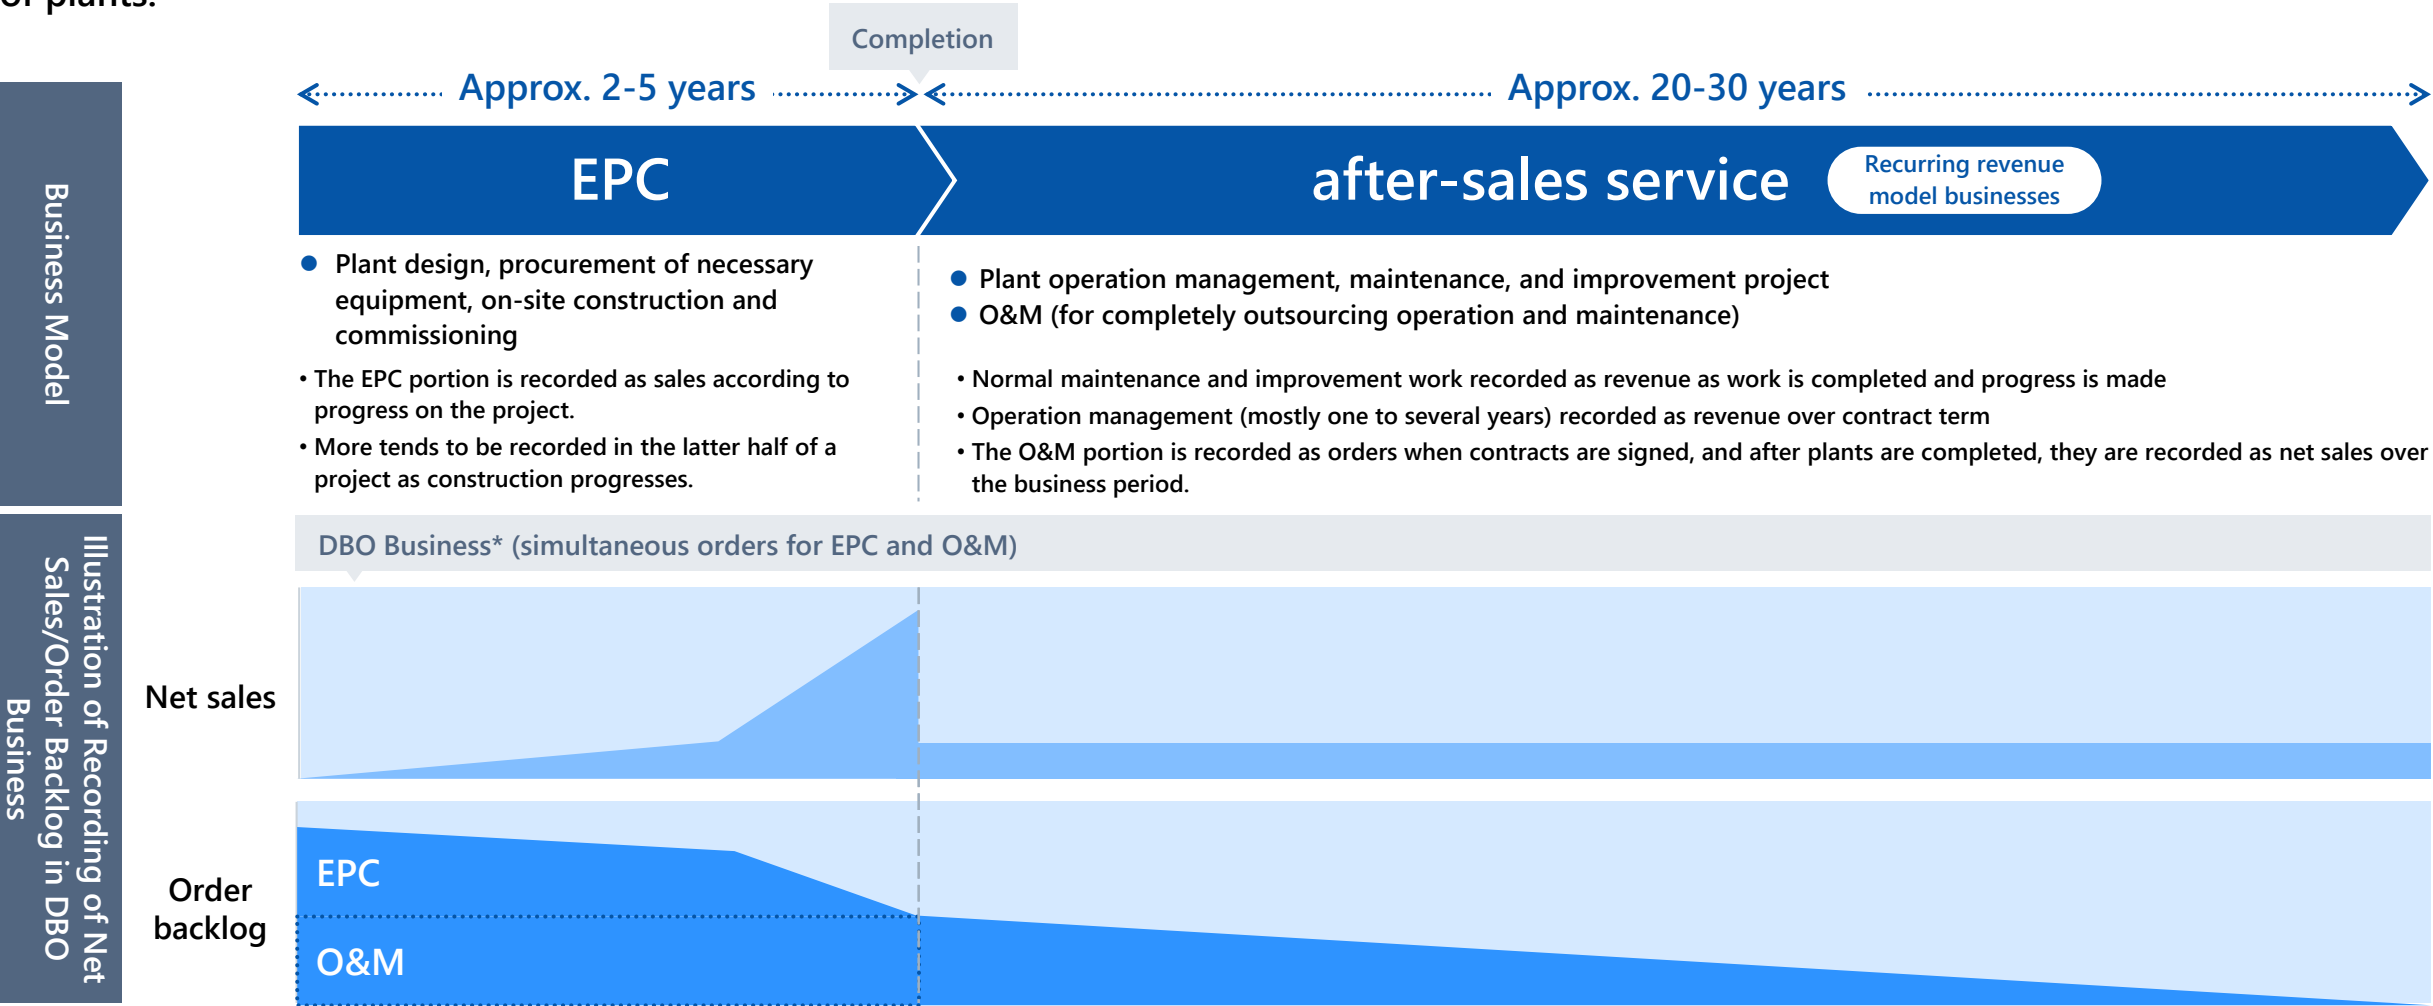 or plants.
Completion
Approx. 2-5 years
Approx. 20-30 years
Business Model
EPC
after-sales service
Recurring revenue
model businesses
● Plant design, procurement of necessary
equipment, on-site construction and
commissioning
• The EPC portion is recorded as sales according to
progress on the project.
• More tends to be recorded in the latter half of a
project as construction progresses.
● Plant operation management, maintenance, and improvement project
● O&M (for completely outsourcing operation and maintenance)
• Normal maintenance and improvement work recorded as revenue as work is completed and progress is made
• Operation management (mostly one to several years) recorded as revenue over contract term
• The O&M portion is recorded as orders when contracts are signed, and after plants are completed, they are recorded as net sales over
the business period.
Illustration of Recording of Net
Sales/Order Backlog in DBO
Business
DBO Business* (simultaneous orders for EPC and O&M)
Net sales
Order
backlog
EPC
O&M